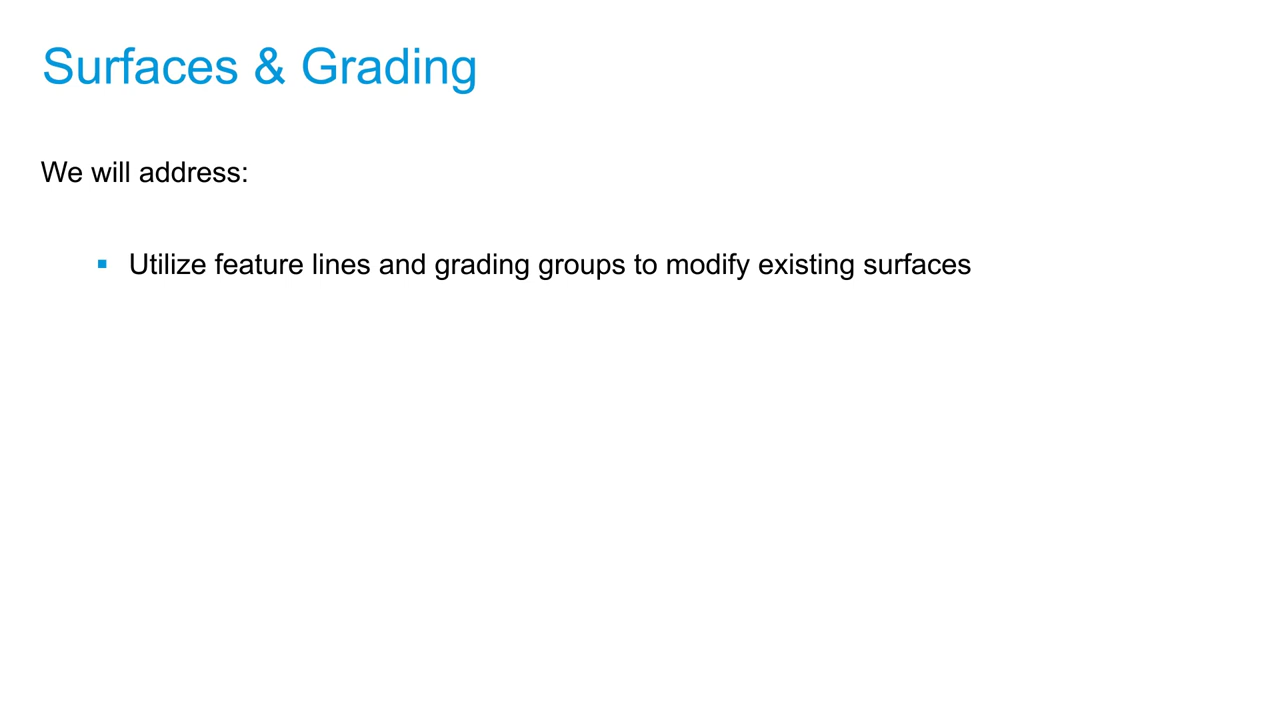 Surfaces & Grading
We will address:
▪ Utilize feature lines and grading groups to modify existing surfaces